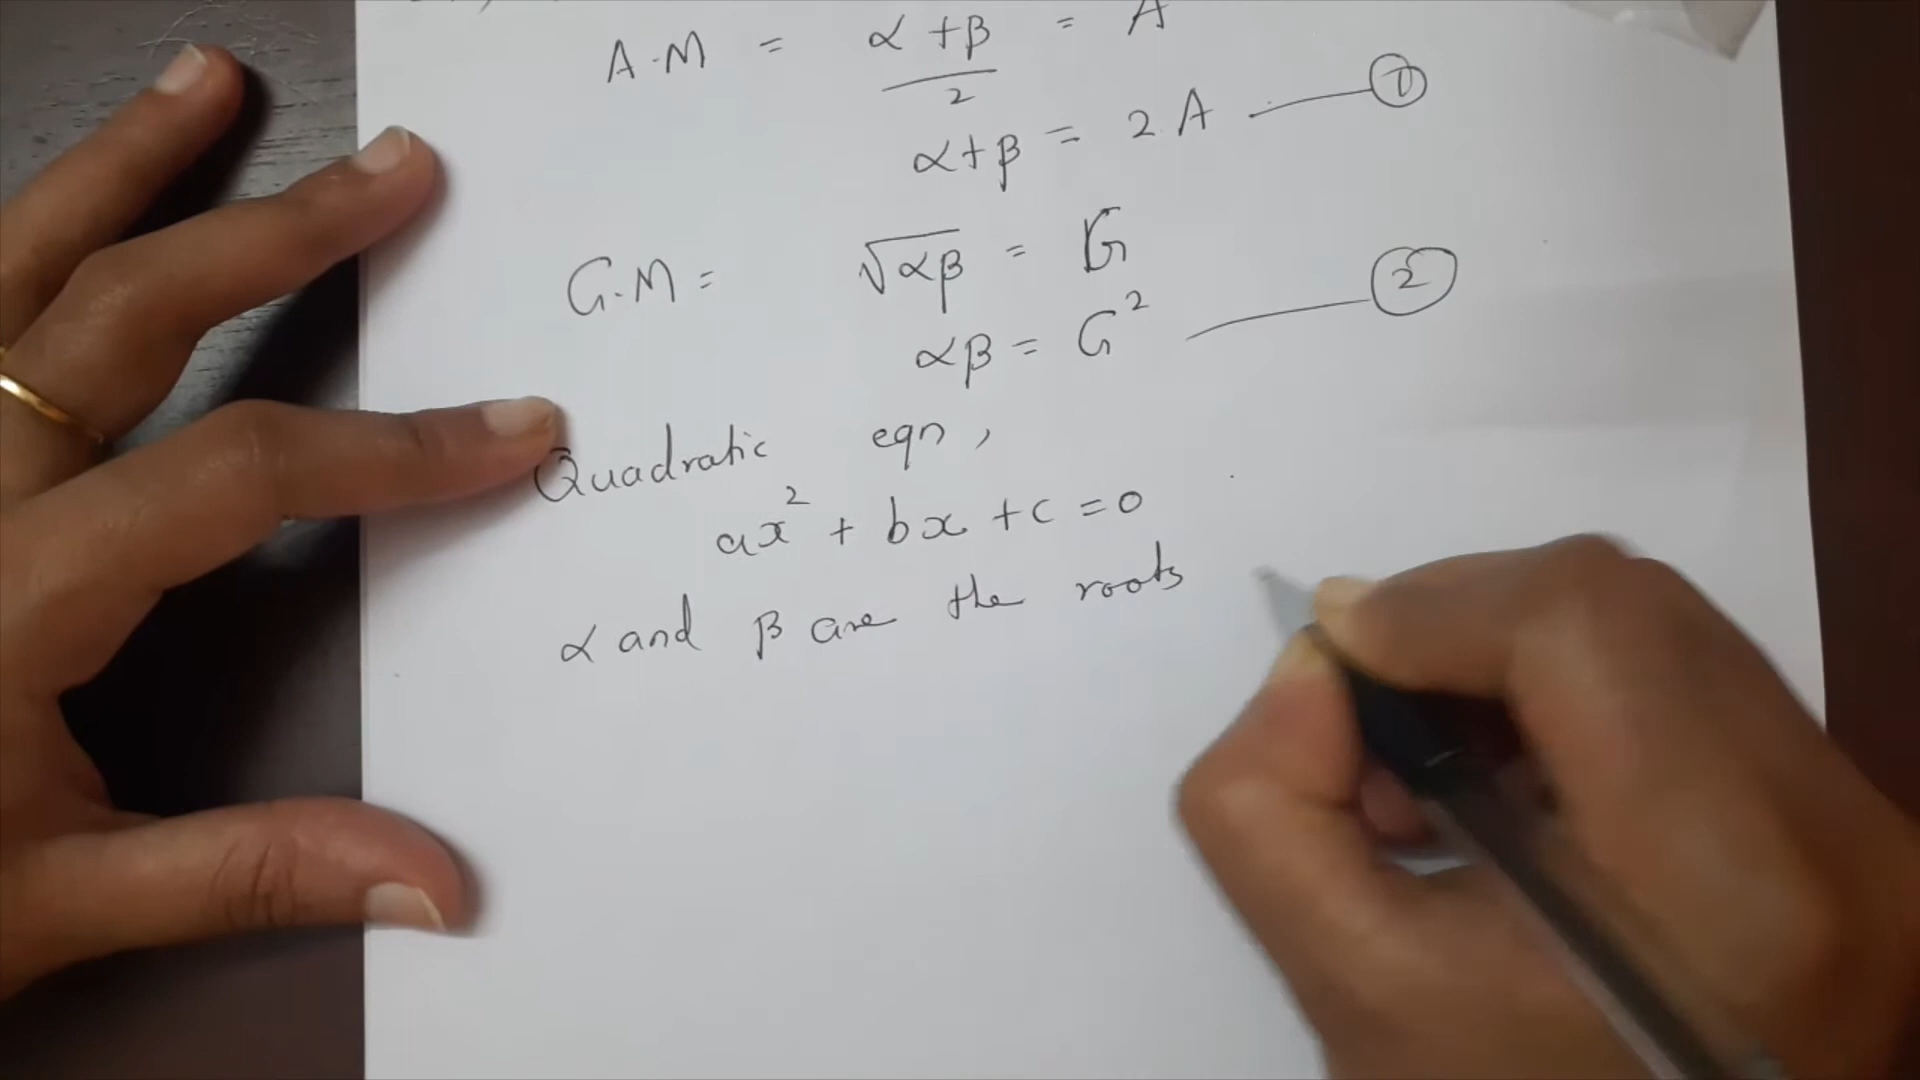 A.M = α + β / 2 = A
α+β = 2A — ①
G.M = √αβ = G
αβ = G² — ②
Quadratic eqn,
ax² + bx + c = 0
α and β are the roots